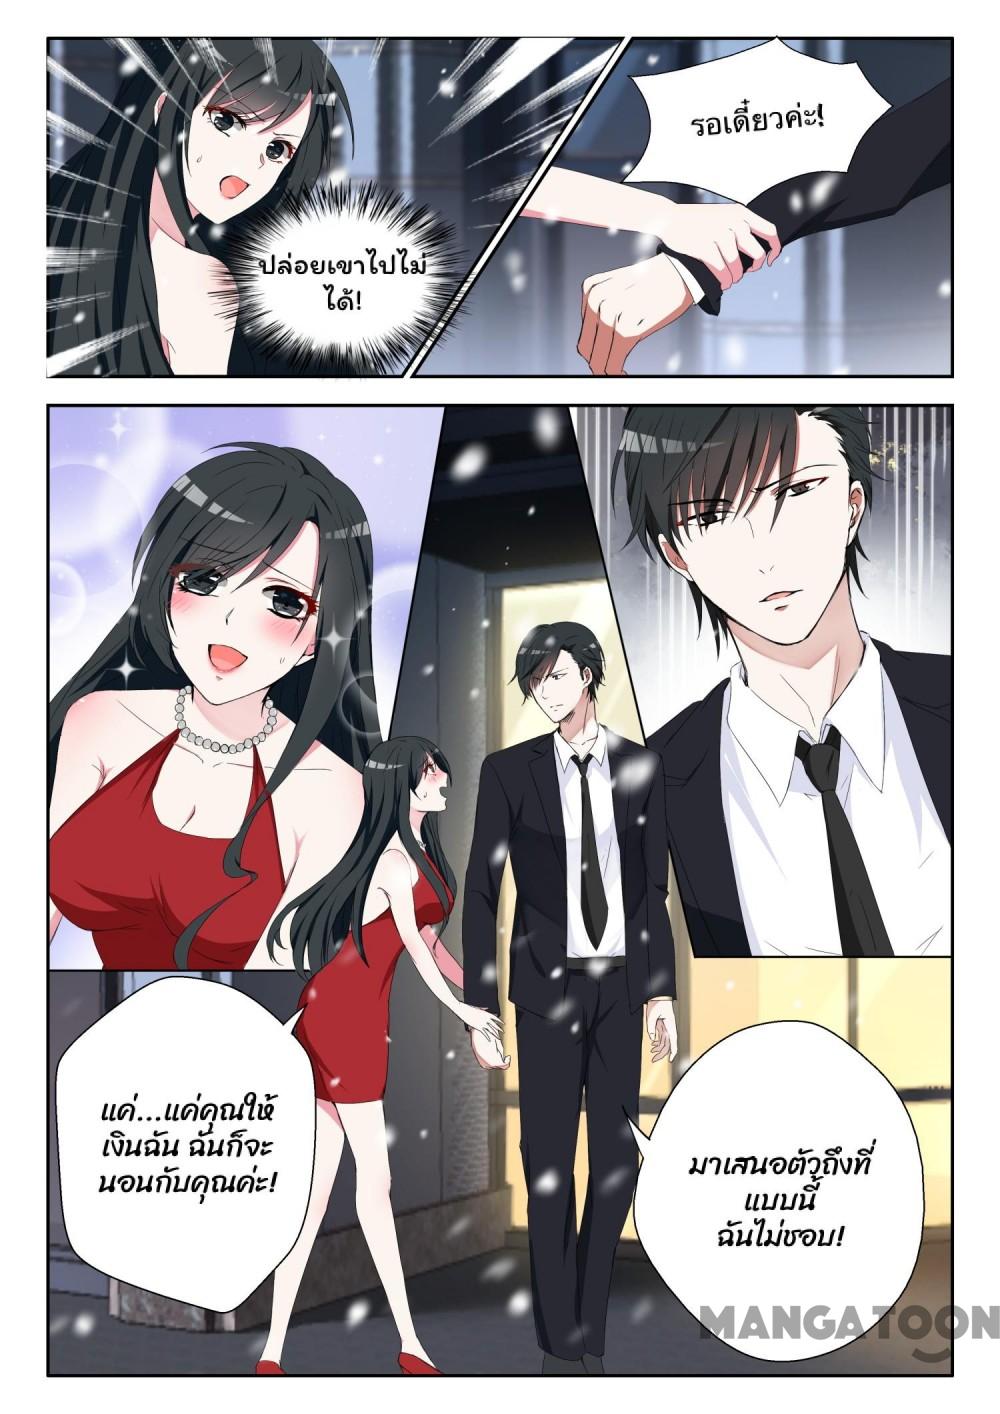 ปล่อยเขาไปไม่
ได้!
รอเดี๋ยวค่ะ!
แค่...แค่คุณให้
เงินฉัน ฉันก็จะ
นอนกับคุณค่ะ!
มาเสนอตัวถึงที่
แบบนี้
ฉันไม่ชอบ!
MANGATOON